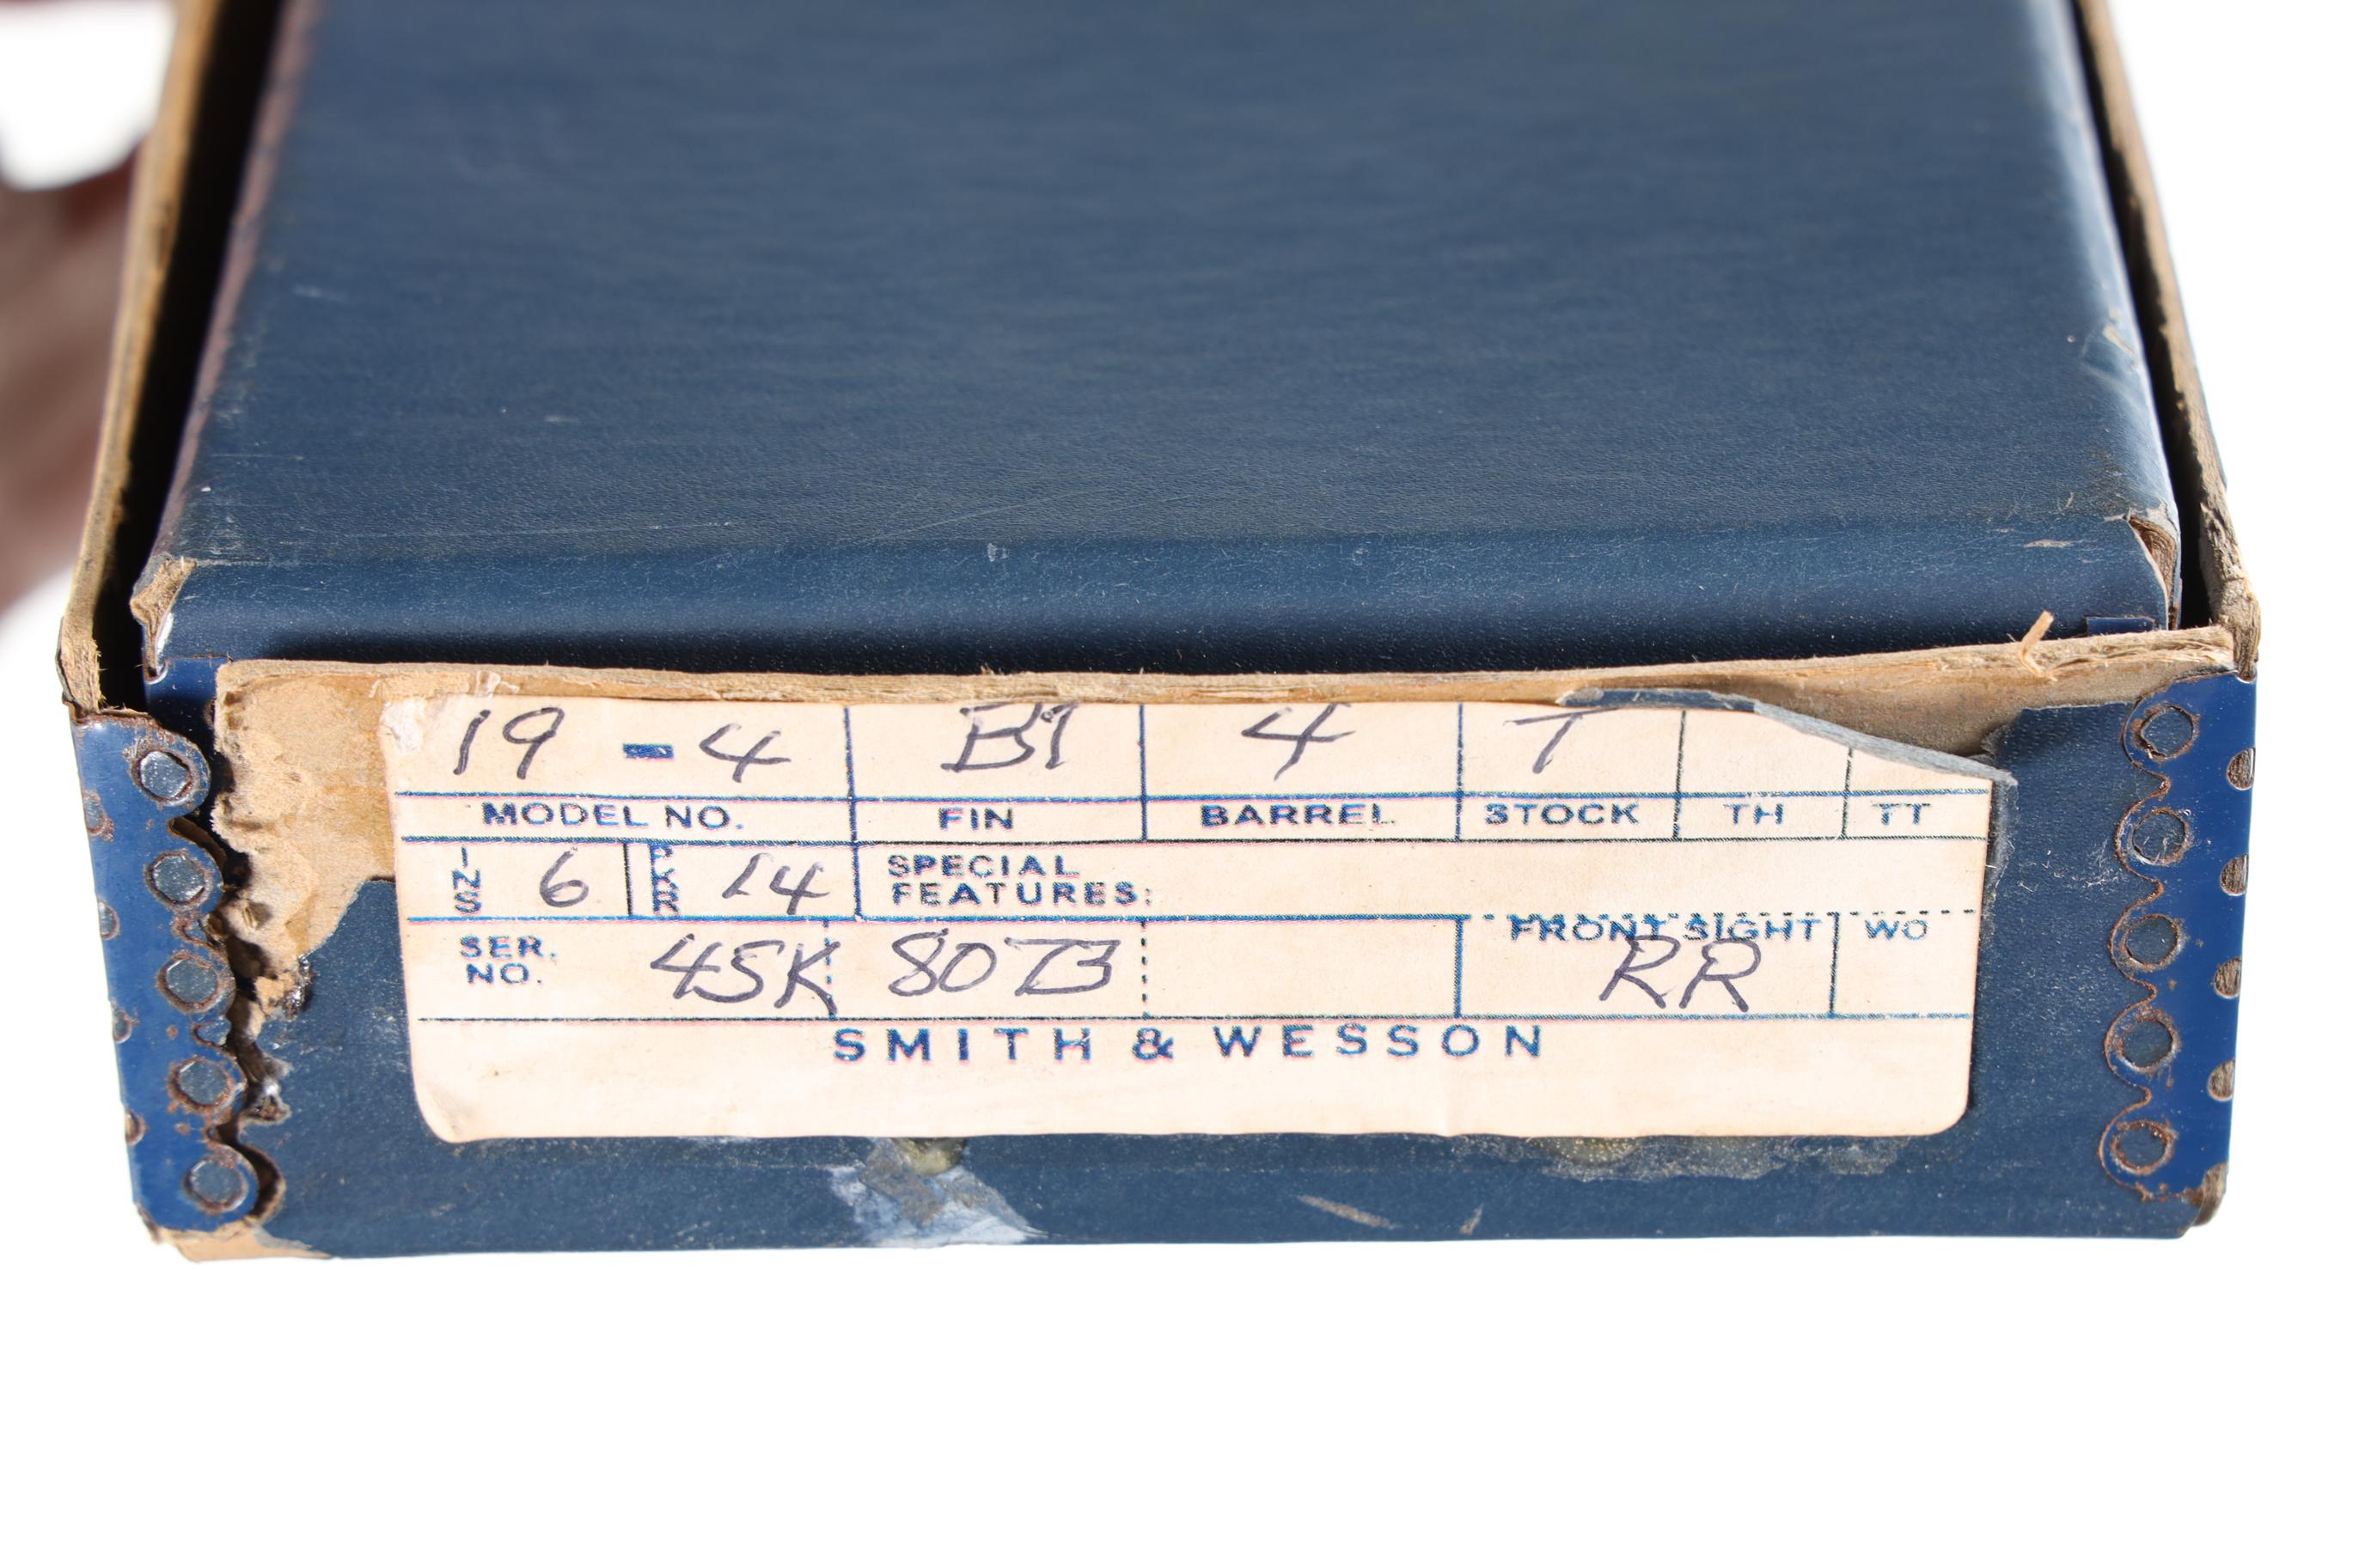 19 - 4 Bl 4 T
MODEL NO. FIN BARREL STOCK TH TT
INS 6 PKR 14 SPECIAL
FEATURES:
SER.
NO. 45K 8073 FRONT SIGHT RR WO
SMITH & WESSON